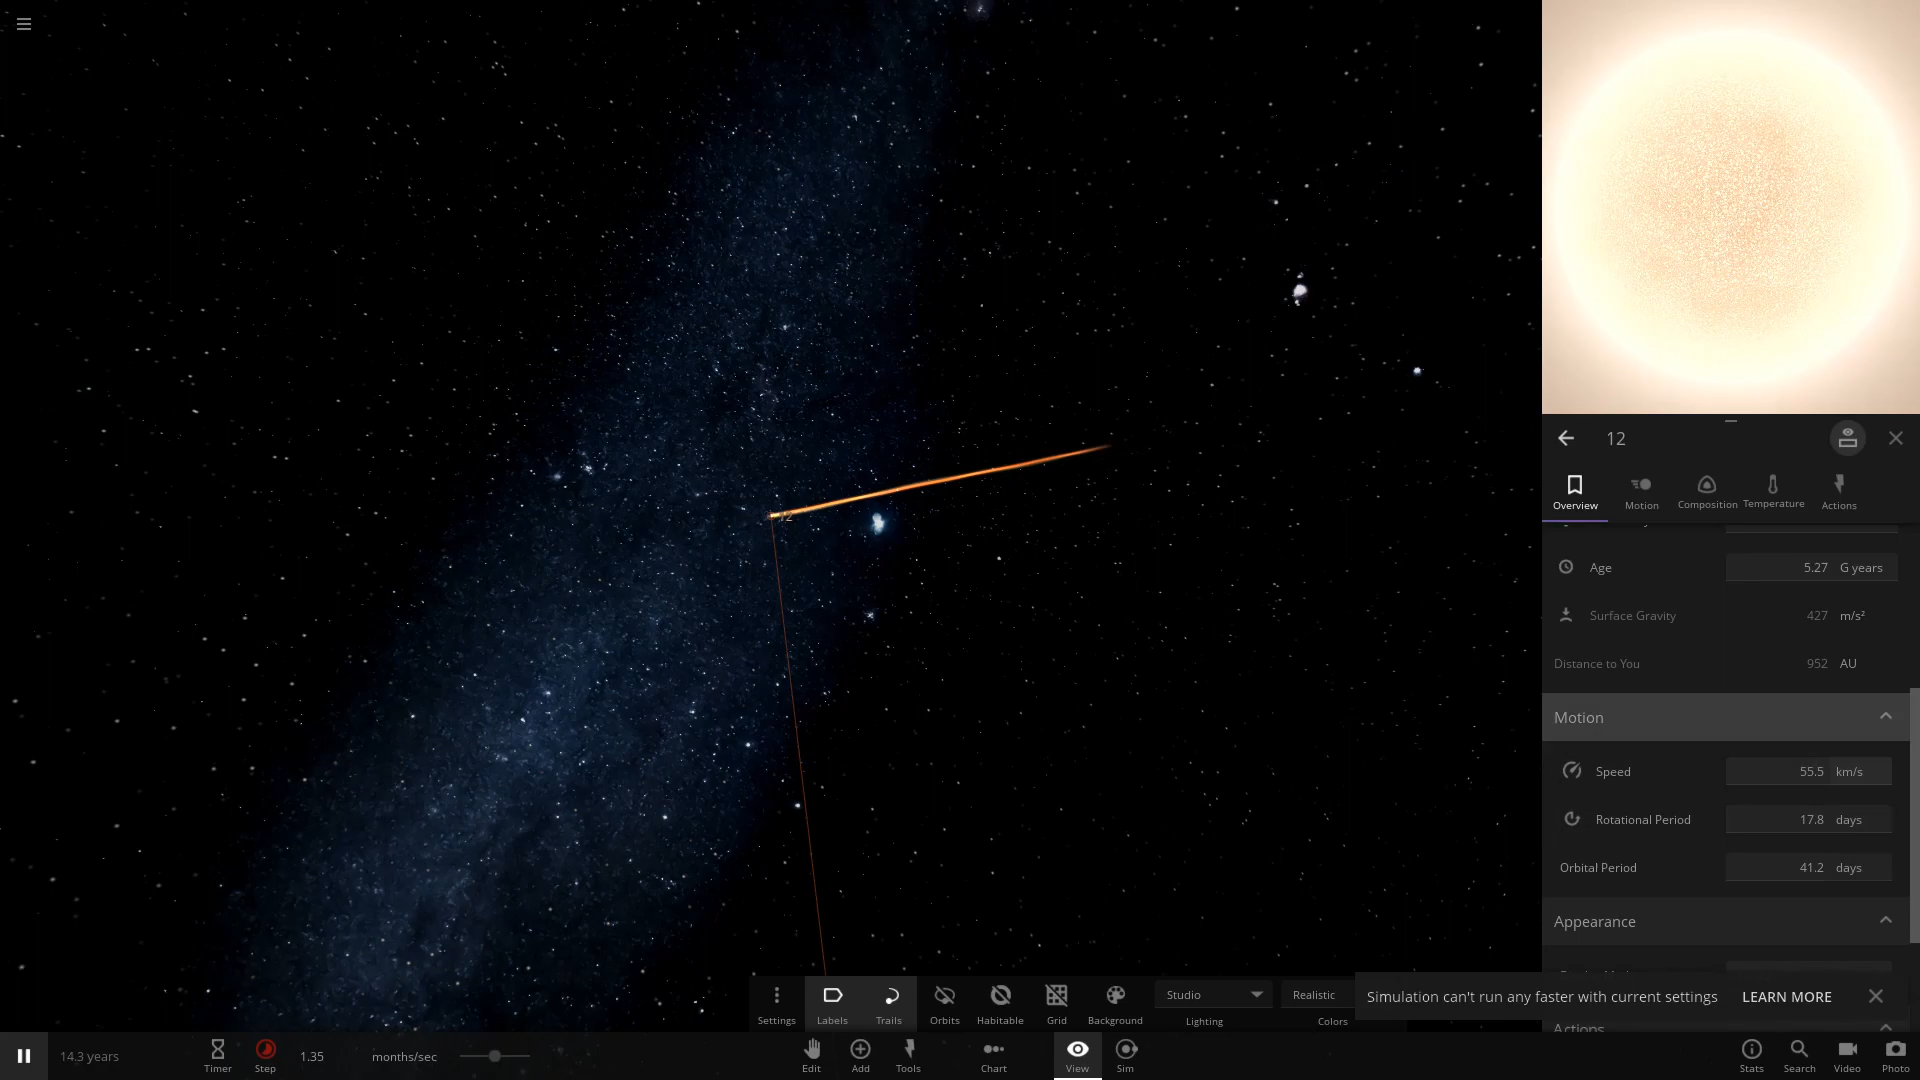 12
12
Overview
Motion
Composition
Temperature
Actions
Age 5.27 G years
Surface Gravity 427 m/s²
Distance to You 952 AU
Motion
Speed 55.5 km/s
Rotational Period 17.8 days
Orbital Period 41.2 days
Appearance
Simulation can't run any faster with current settings LEARN MORE
Actions
Settings
Labels
Trails
Orbits
Habitable
Grid
Background
Studio
Lighting
Realistic
Colors
14.3 years
Timer
Step
1.35 months/sec
Edit
Add
Tools
Chart
View
Sim
Stats
Search
Video
Photo